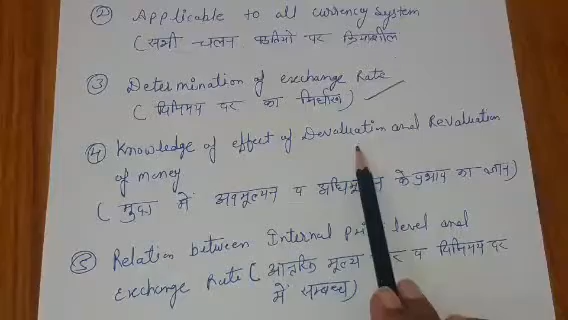 ② Applicable to all currency system
(सभी चलन पद्धतियों पर क्रियाशील
③ Determination of exchange Rate
(विनिमय दर का निर्धारण)
④ Knowledge of effect of Devaluation and Revaluation
of money
(मुद्रा में अवमूल्यन व अधिमूल्यन के प्रभाव का ज्ञान)
⑤ Relation between Internal price level and
Exchange Rate (आन्तरिक मूल्य व विनिमय दर
में सम्बन्ध)